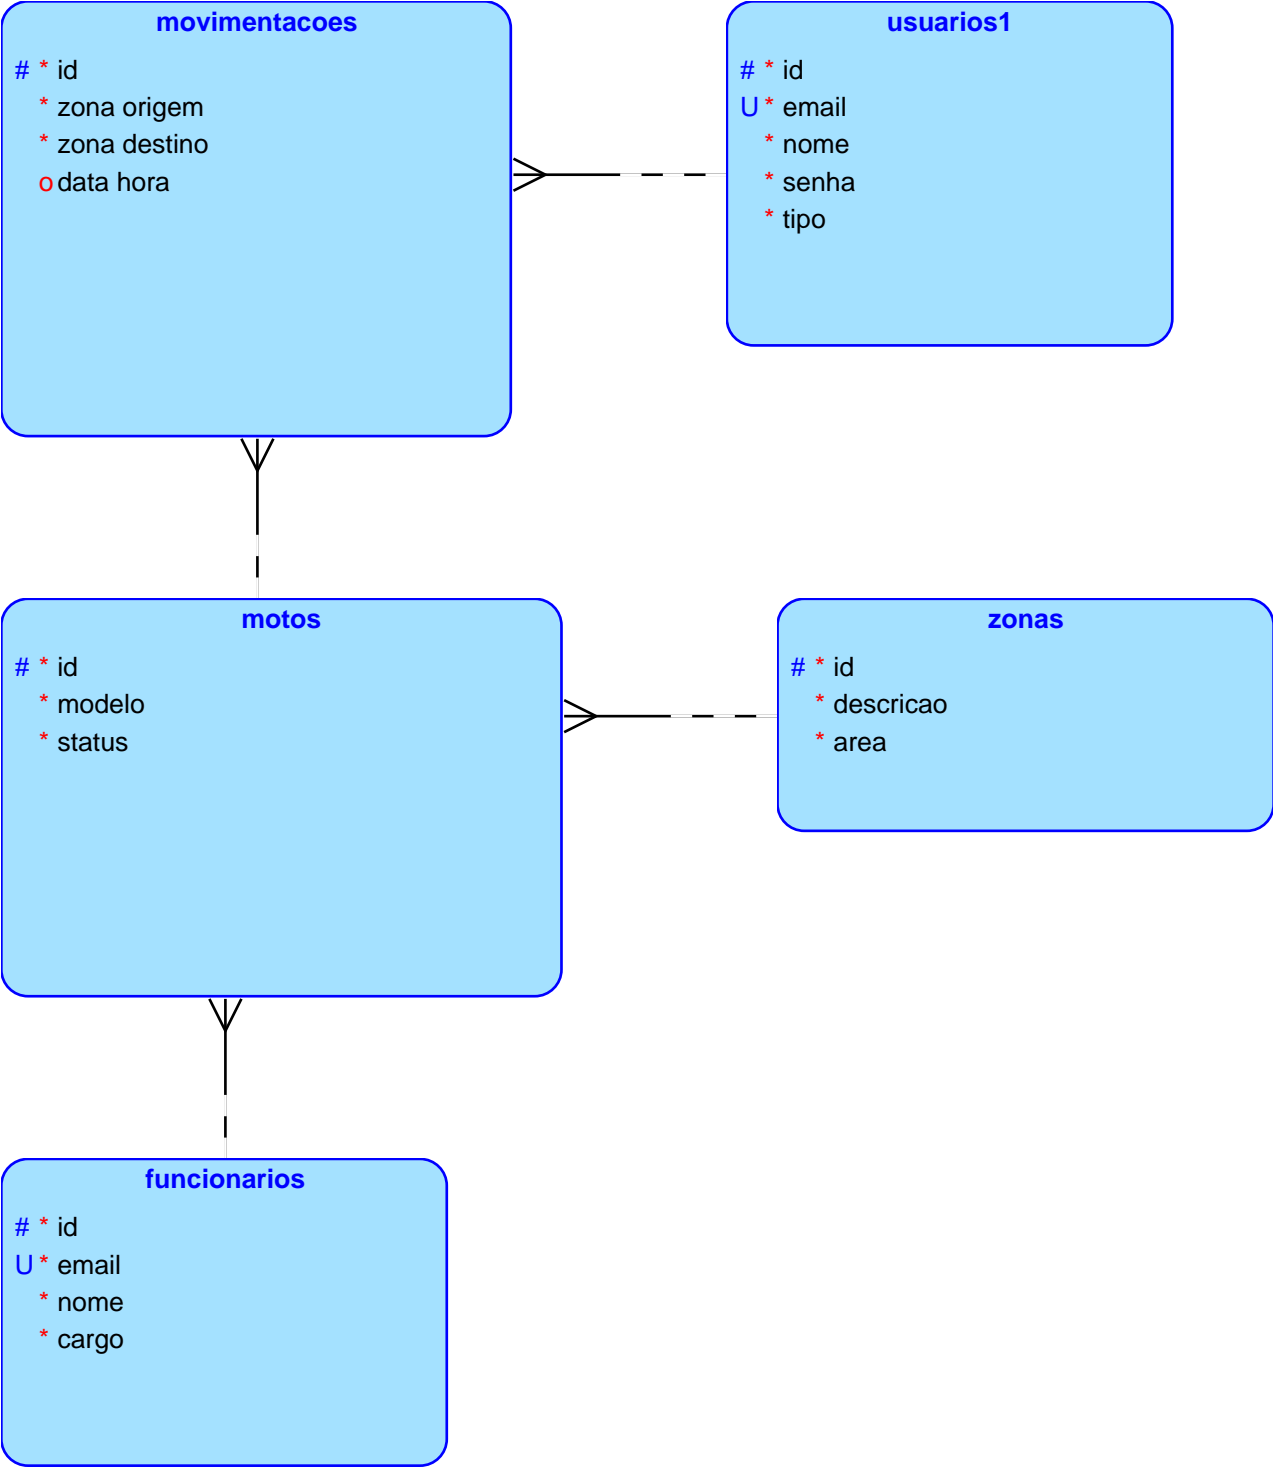 movimentacoes
# * id
* zona origem
* zona destino
o data hora
usuarios1
# * id
U * email
* nome
* senha
* tipo
motos
# * id
* modelo
* status
zonas
# * id
* descricao
* area
funcionarios
# * id
U * email
* nome
* cargo